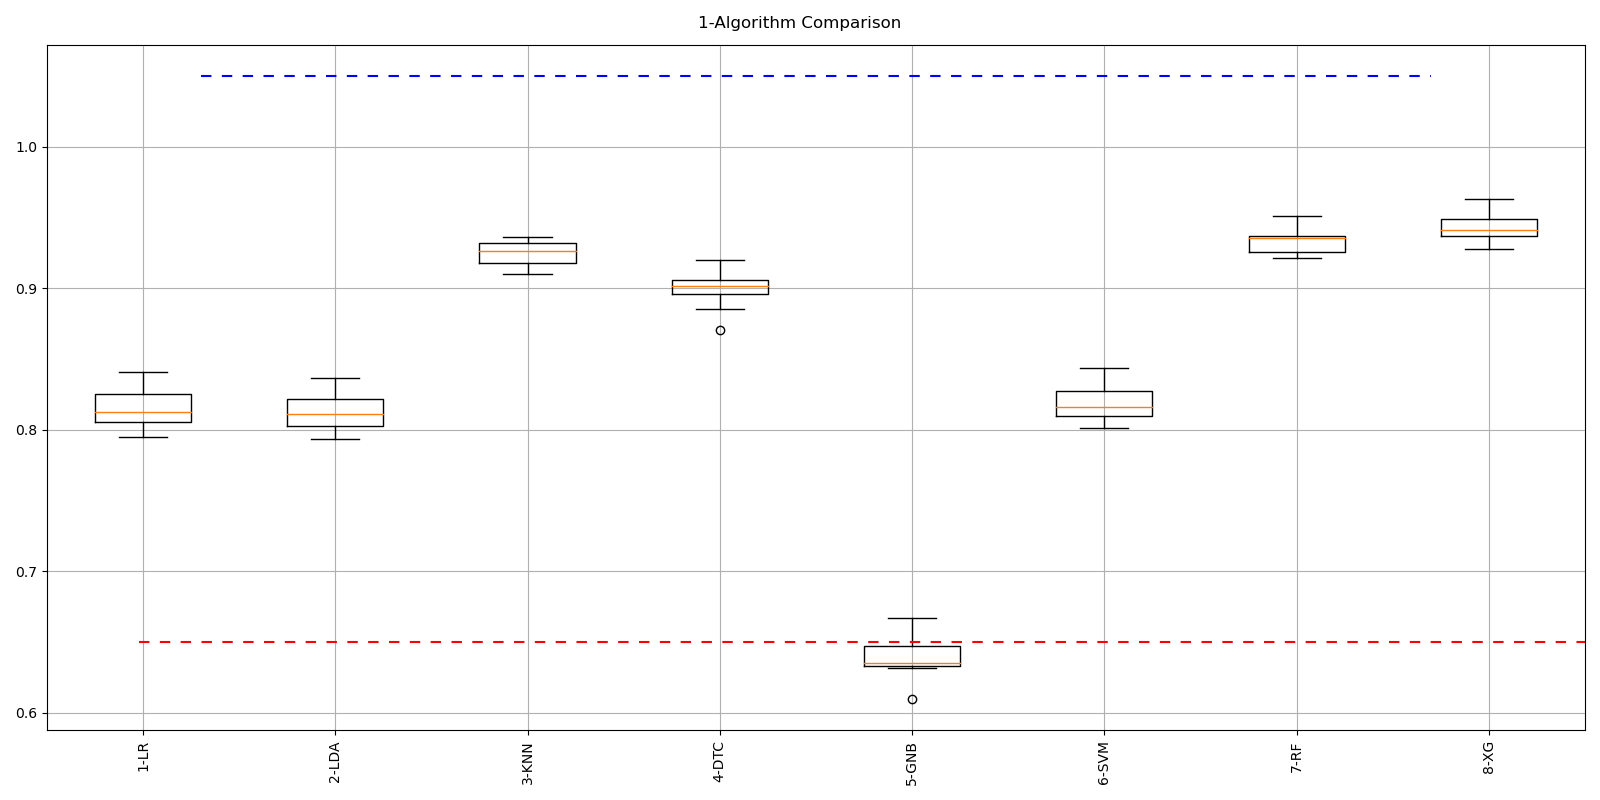 1-Algorithm Comparison
1.0
0.9
0.8
0.7
0.6
1-LR
2-LDA
3-KNN
4-DTC
5-GNB
6-SVM
7-RF
8-XG